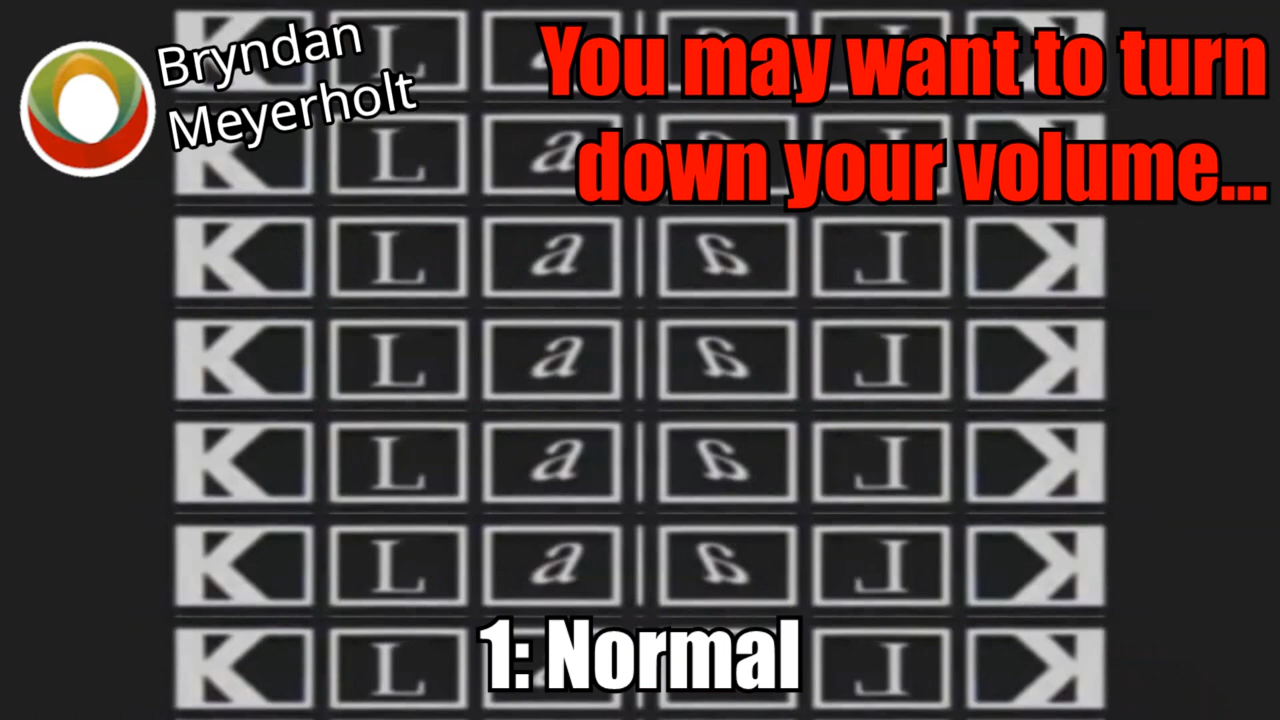 Bryndan
Meyerholt
You may want to turn
down your volume...
K L a a L K
K L a a L K
K L a a L K
K L a a L K
K L a a L K
K L a a L K
K L L K
1: Normal